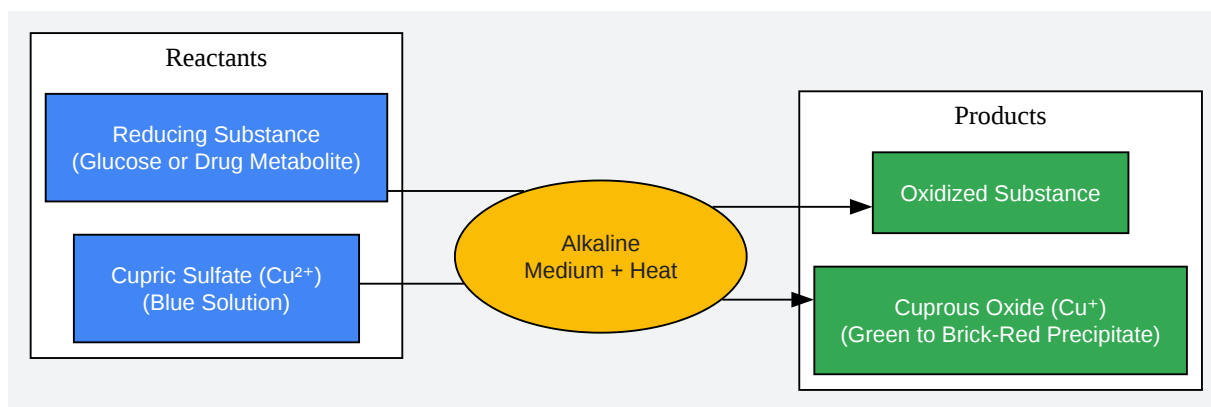 Reactants
Reducing Substance
(Glucose or Drug Metabolite)
Cupric Sulfate (Cu²⁺)
(Blue Solution)
Alkaline
Medium + Heat
Products
Oxidized Substance
Cuprous Oxide (Cu⁺)
(Green to Brick-Red Precipitate)